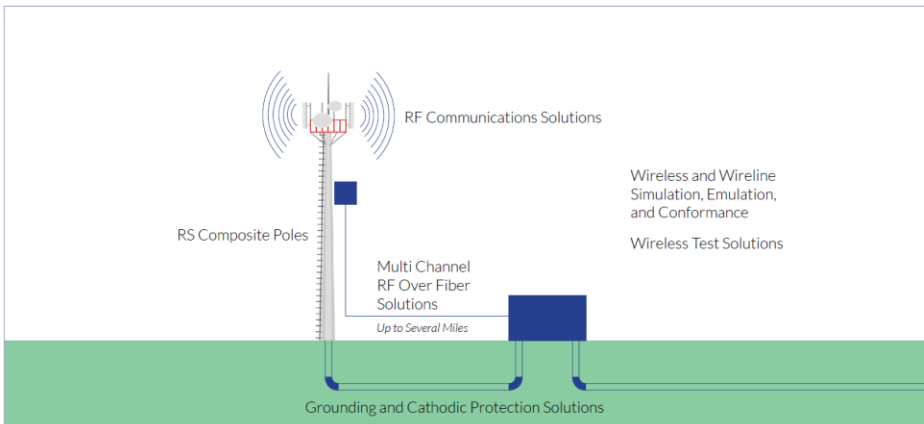 RF Communications Solutions
Wireless and Wireline
Simulation, Emulation,
and Conformance
Wireless Test Solutions
RS Composite Poles
Multi Channel
RF Over Fiber
Solutions
Up to Several Miles
Grounding and Cathodic Protection Solutions